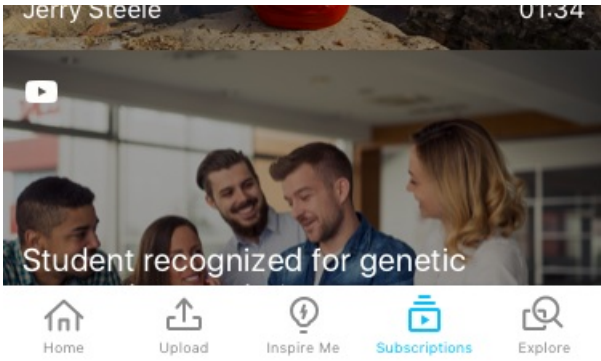 Jerry Steele 01:34
Student recognized for genetic
Home Upload Inspire Me Subscriptions Explore